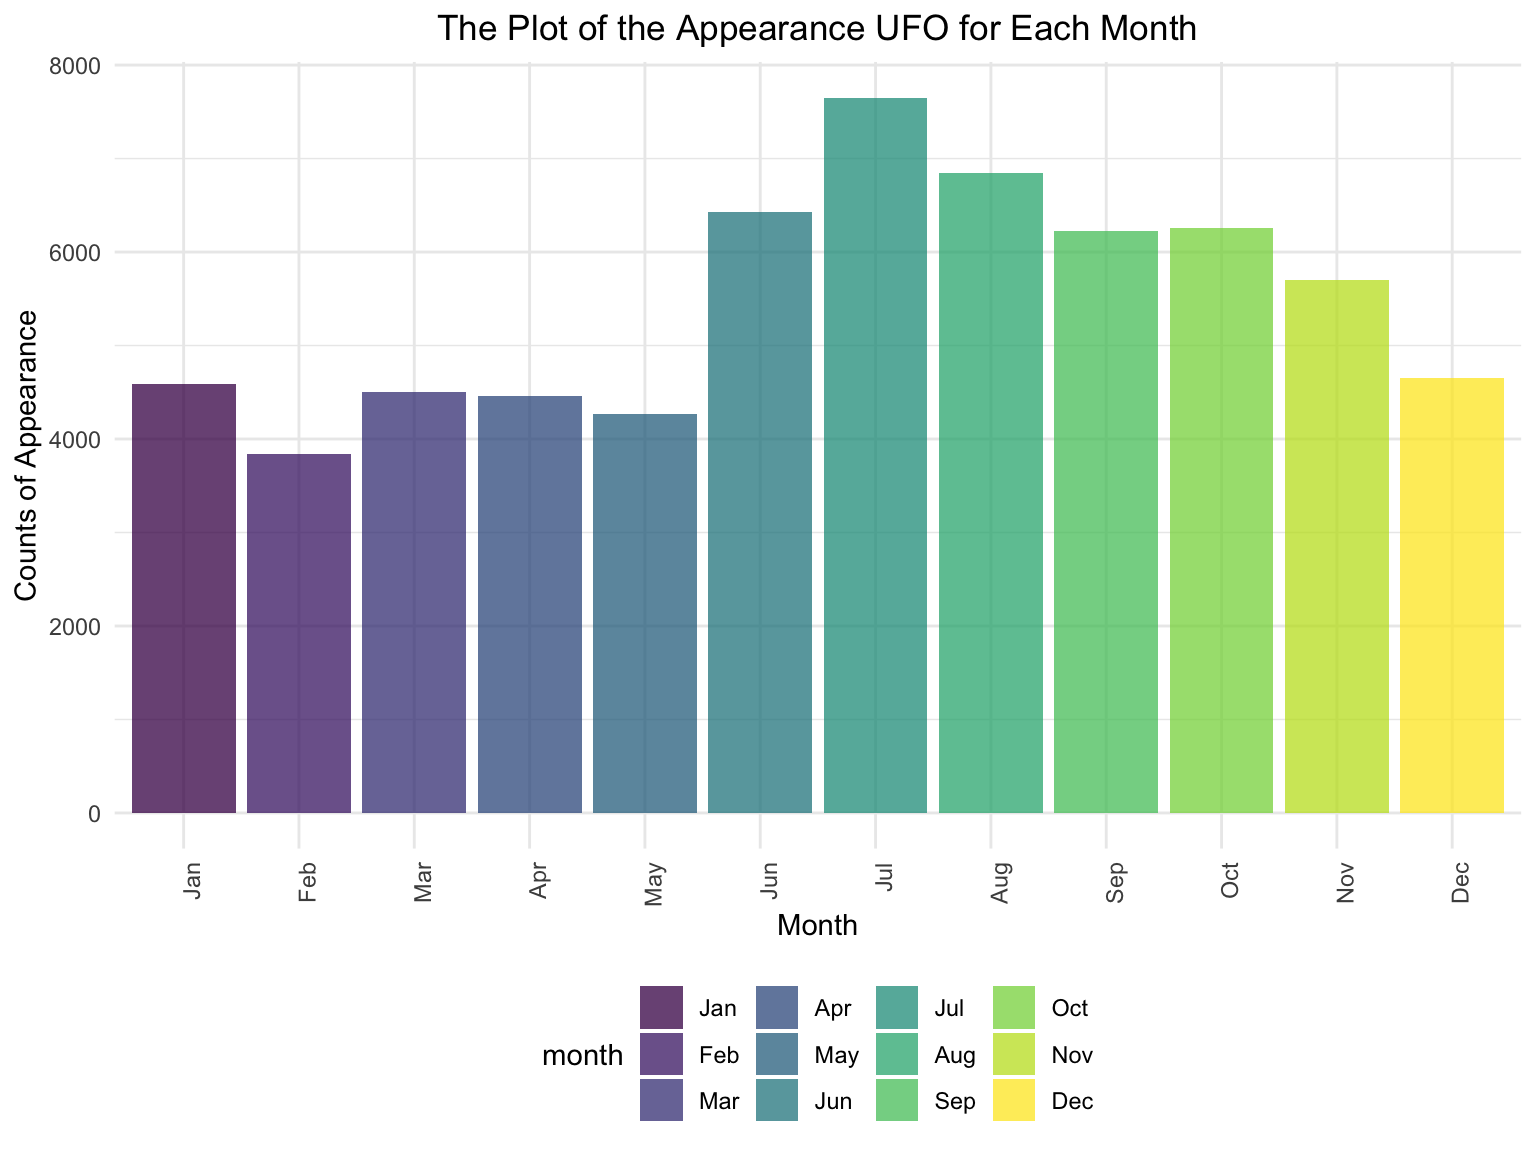 The Plot of the Appearance UFO for Each Month
8000
6000
4000
2000
0
Counts of Appearance
Jan Feb Mar Apr May Jun Jul Aug Sep Oct Nov Dec
Month
month
Jan Apr Jul Oct
Feb May Aug Nov
Mar Jun Sep Dec